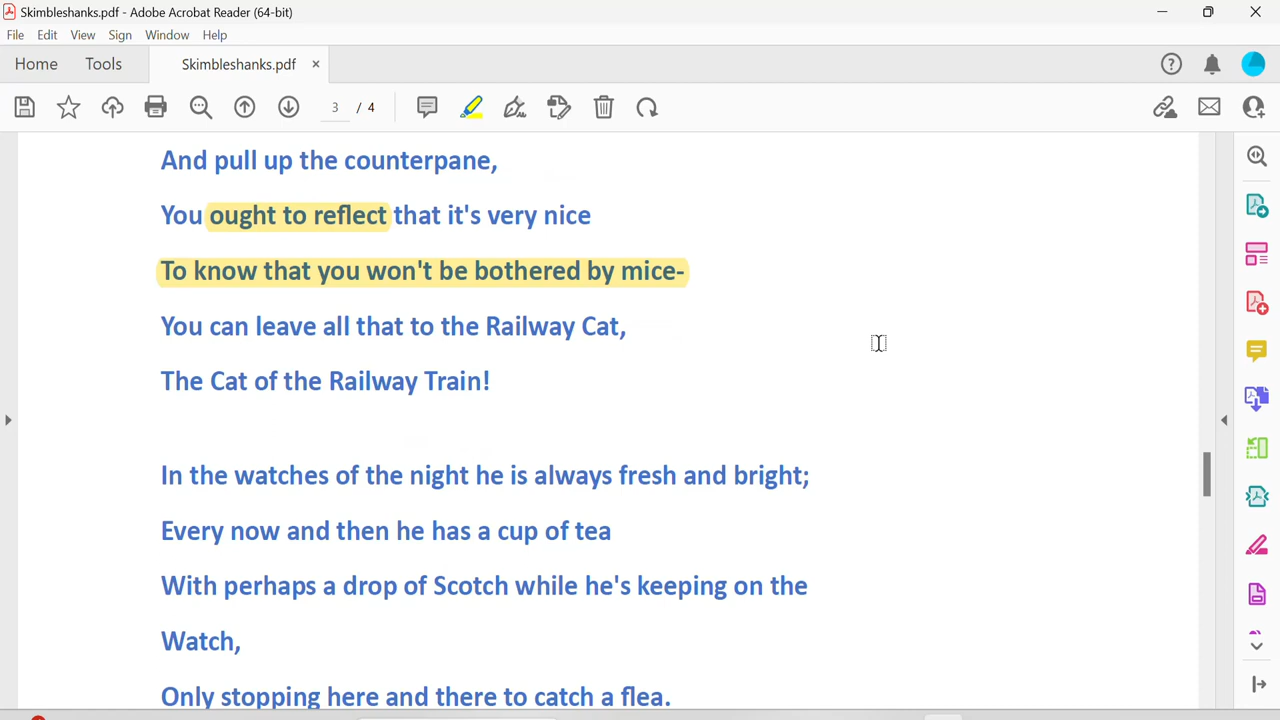 Skimbleshanks.pdf - Adobe Acrobat Reader (64-bit)
File Edit View Sign Window Help
Home Tools Skimbleshanks.pdf ×
3 / 4
And pull up the counterpane,
You ought to reflect that it's very nice
To know that you won't be bothered by mice-
You can leave all that to the Railway Cat,
The Cat of the Railway Train!
In the watches of the night he is always fresh and bright;
Every now and then he has a cup of tea
With perhaps a drop of Scotch while he's keeping on the
Watch,
Only stopping here and there to catch a flea.